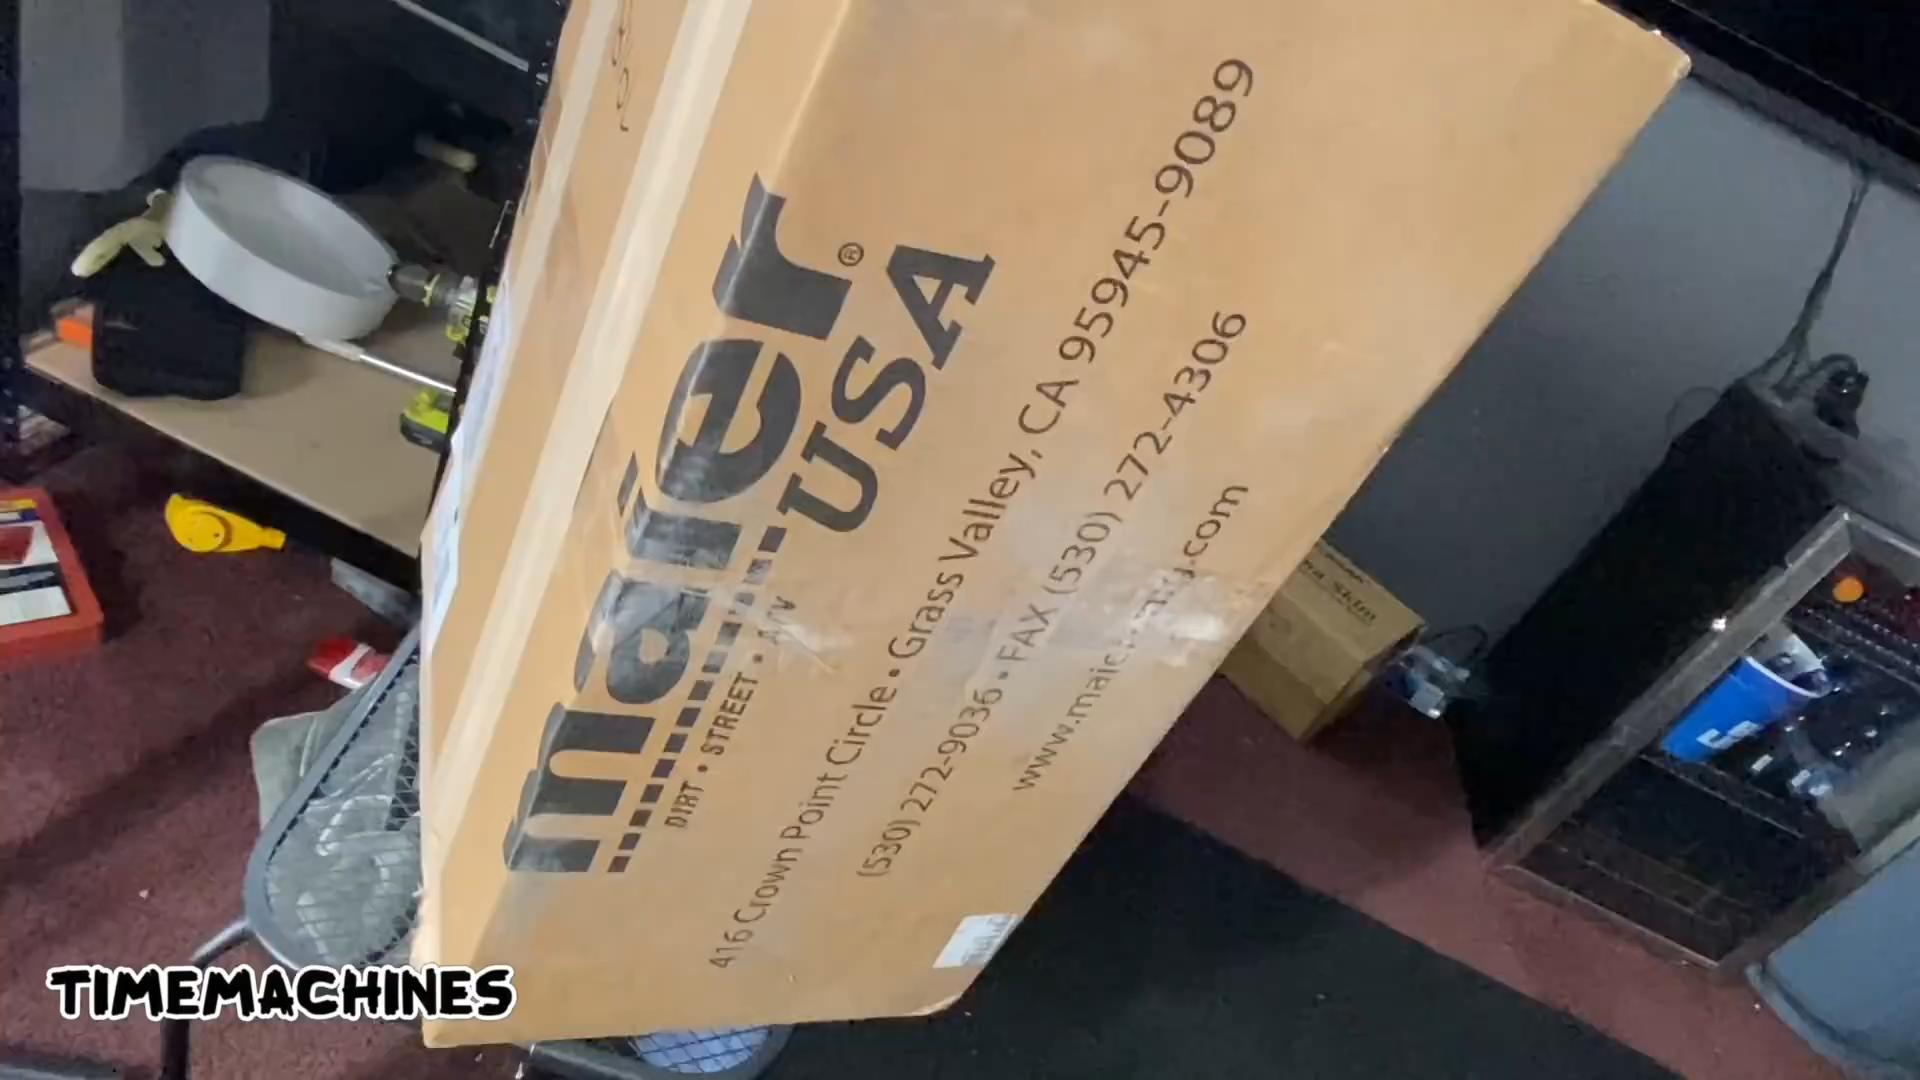 maier®
USA
DIRT • STREET • ATV
416 Crown Point Circle • Grass Valley, CA 95945-9089
(530) 272-9036 • FAX (530) 272-4306
TIMEMACHINES